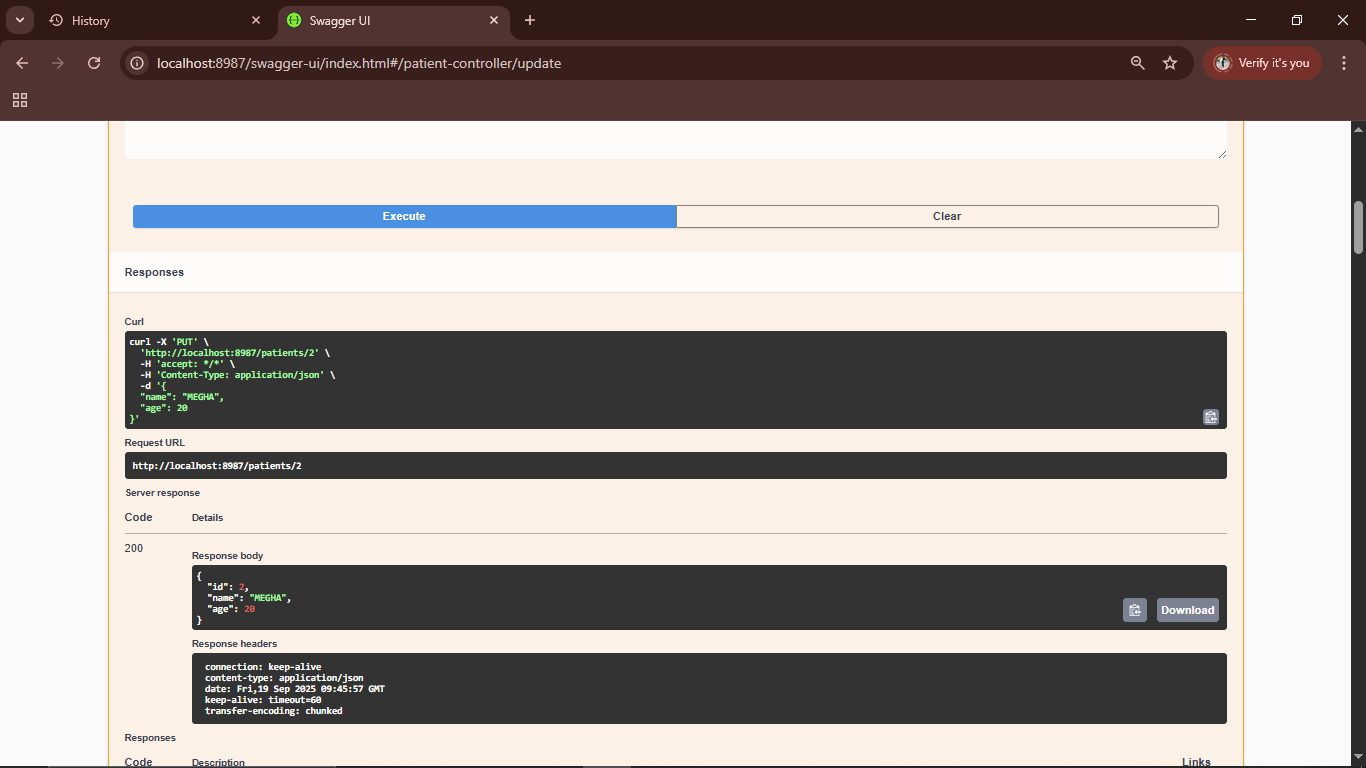 History
Swagger UI
localhost:8987/swagger-ui/index.html#/patient-controller/update
Verify it's you
Execute
Clear
Responses
Curl
curl -X 'PUT' \
'http://localhost:8987/patients/2' \
-H 'accept: */*' \
-H 'Content-Type: application/json' \
-d '{
"name": "MEGHA",
"age": 20
}'
Request URL
http://localhost:8987/patients/2
Server response
Code Details
200
Response body
{
"id": 2,
"name": "MEGHA",
"age": 20
}
Download
Response headers
connection: keep-alive
content-type: application/json
date: Fri,19 Sep 2025 09:45:57 GMT
keep-alive: timeout=60
transfer-encoding: chunked
Responses
Code Description Links